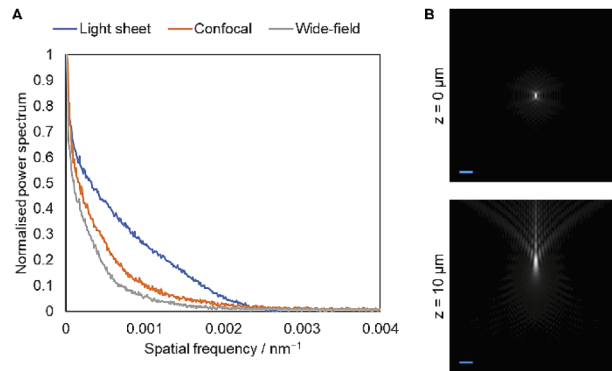 A
Light sheet
Confocal
Wide-field
Normalised power spectrum
1
0.9
0.8
0.7
0.6
0.5
0.4
0.3
0.2
0.1
0
0
0.001
0.002
0.003
0.004
Spatial frequency / nm⁻¹
B
z = 0 µm
z = 10 µm